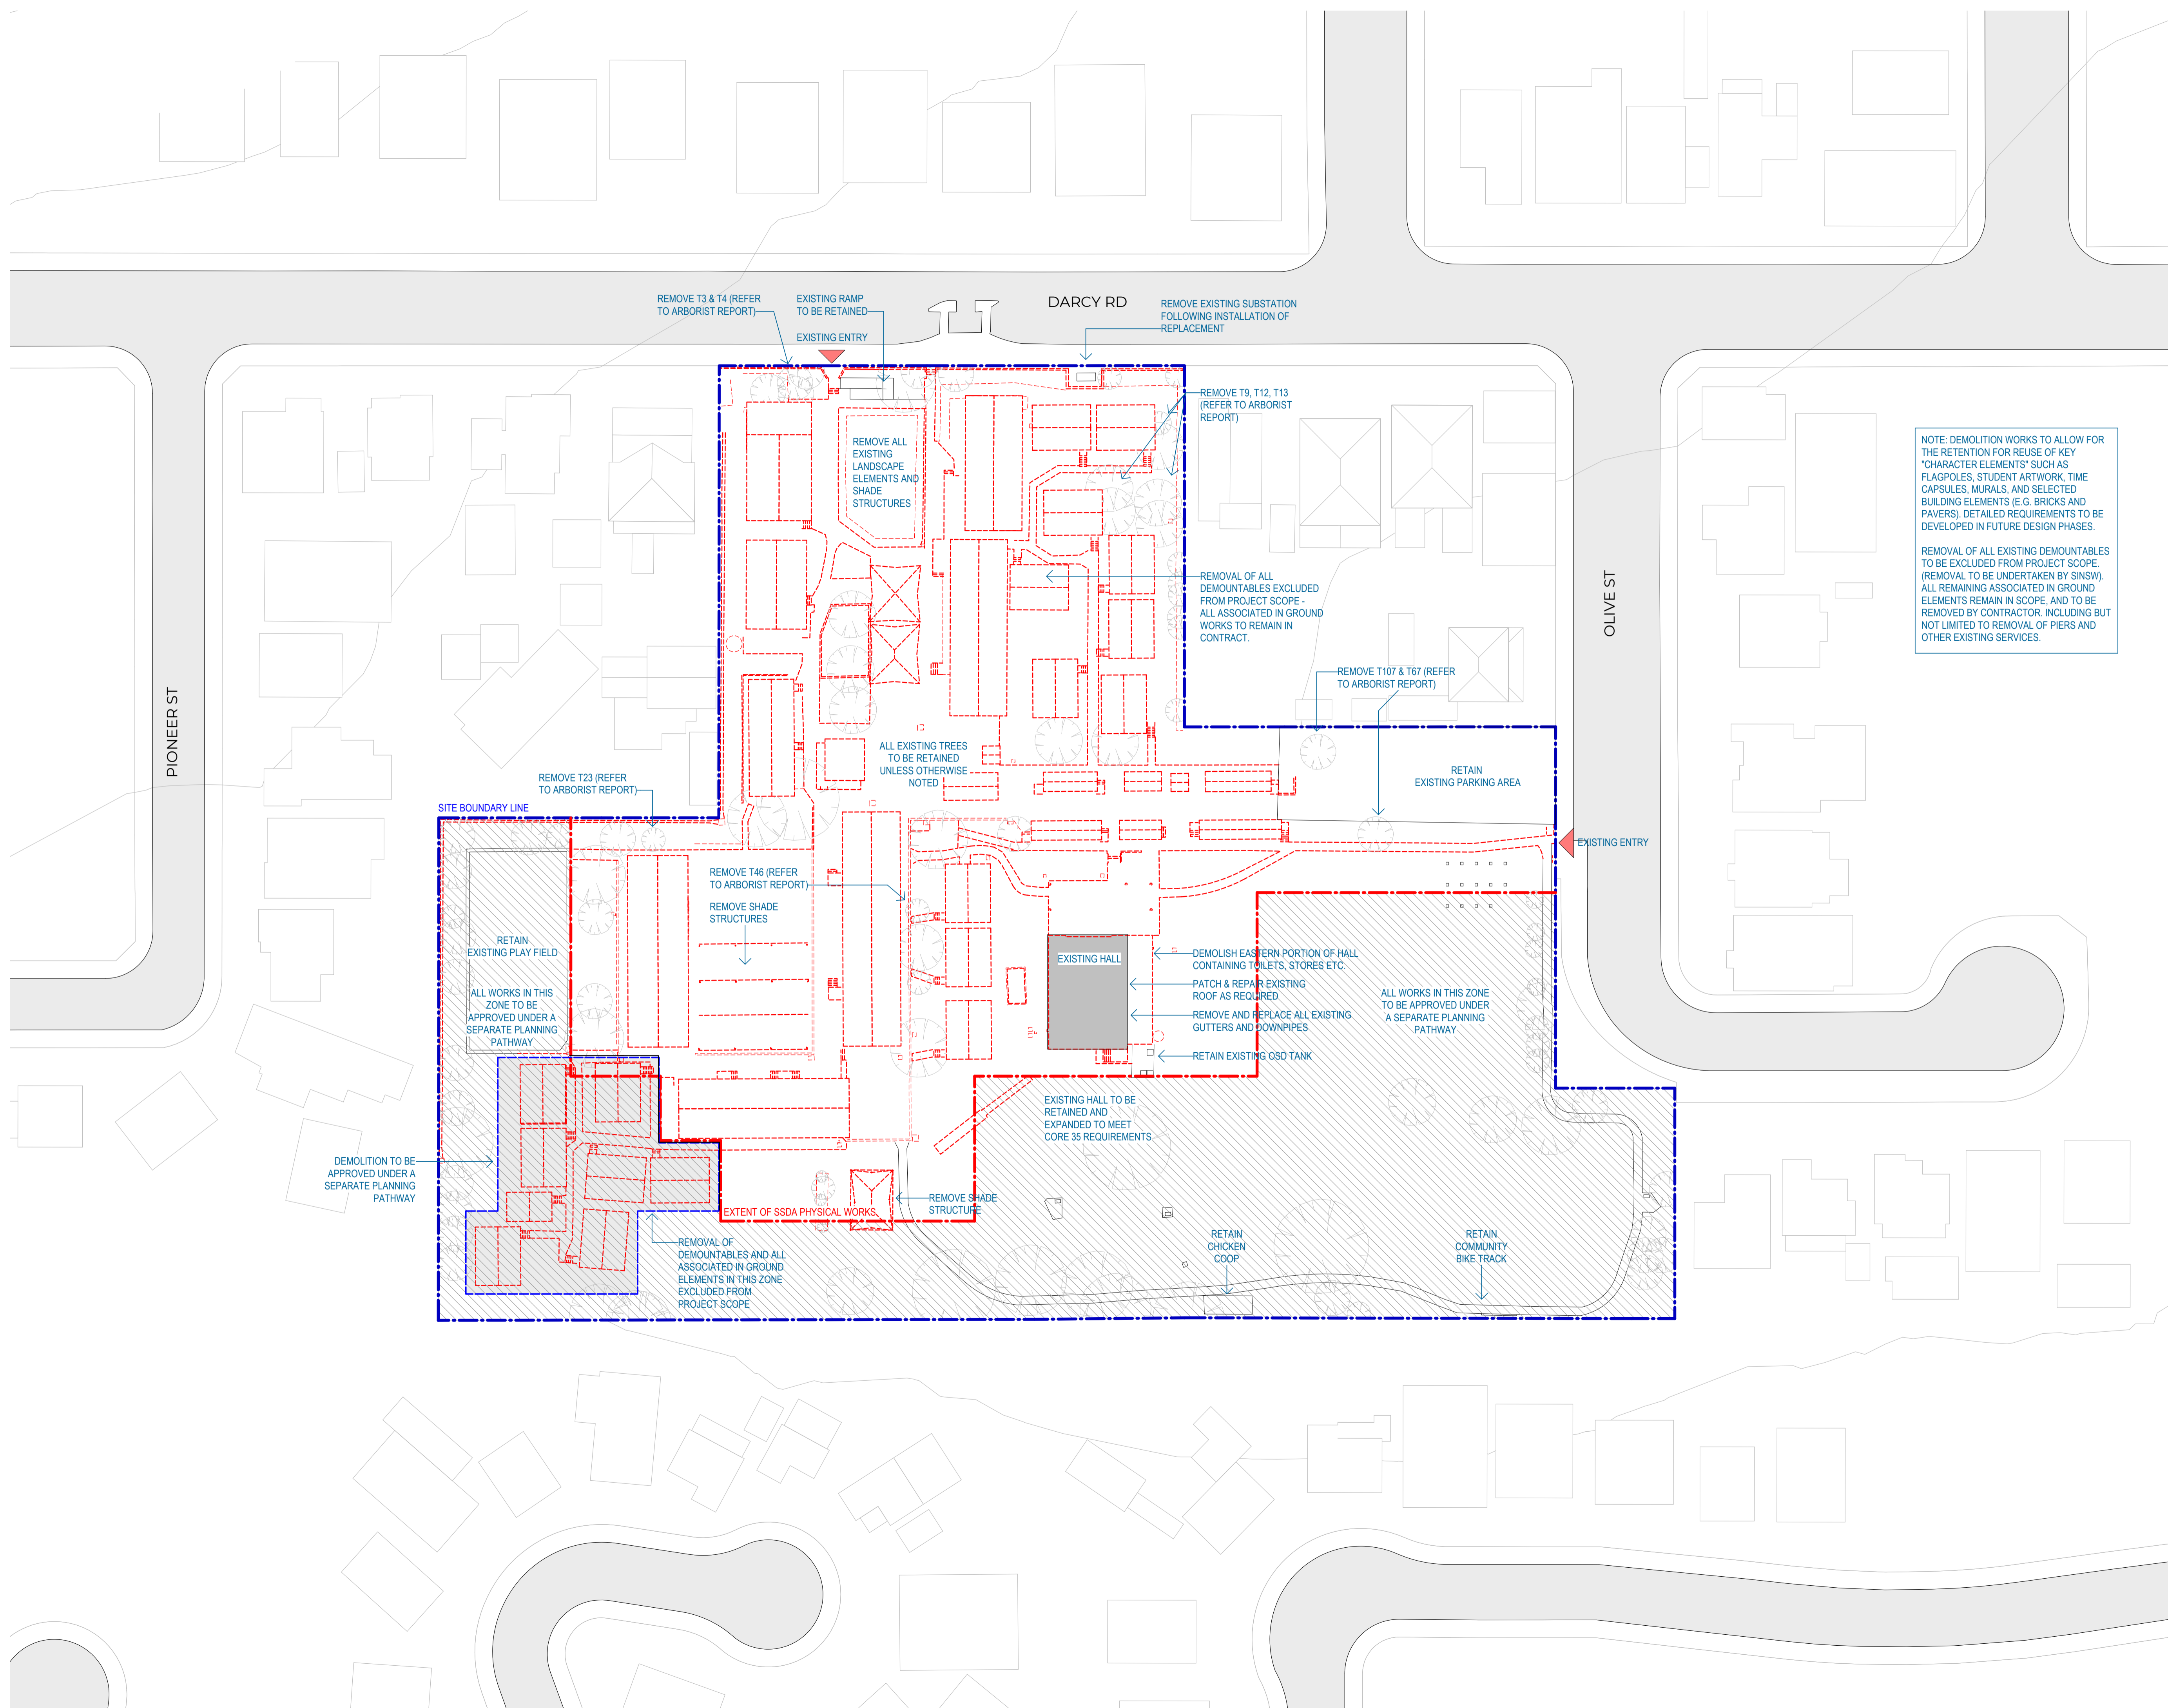 DARCY RD
REMOVE T3 & T4 (REFER
TO ARBORIST REPORT)
EXISTING RAMP
TO BE RETAINED
EXISTING ENTRY
REMOVE EXISTING SUBSTATION
FOLLOWING INSTALLATION OF
REPLACEMENT
REMOVE T9, T12, T13
(REFER TO ARBORIST
REPORT)
REMOVE ALL
EXISTING
LANDSCAPE
ELEMENTS AND
SHADE
STRUCTURES
NOTE: DEMOLITION WORKS TO ALLOW FOR
THE RETENTION FOR REUSE OF KEY
"CHARACTER ELEMENTS" SUCH AS
FLAGPOLES, STUDENT ARTWORK, TIME
CAPSULES, MURALS, AND SELECTED
BUILDING ELEMENTS (E.G. BRICKS AND
PAVERS). DETAILED REQUIREMENTS TO BE
DEVELOPED IN FUTURE DESIGN PHASES.
REMOVAL OF ALL EXISTING DEMOUNTABLES
TO BE EXCLUDED FROM PROJECT SCOPE.
(REMOVAL TO BE UNDERTAKEN BY SINSW).
ALL REMAINING ASSOCIATED IN GROUND
ELEMENTS REMAIN IN SCOPE, AND TO BE
REMOVED BY CONTRACTOR. INCLUDING BUT
NOT LIMITED TO REMOVAL OF PIERS AND
OTHER EXISTING SERVICES.
REMOVAL OF ALL
DEMOUNTABLES EXCLUDED
FROM PROJECT SCOPE -
ALL ASSOCIATED IN GROUND
WORKS TO REMAIN IN
CONTRACT.
OLIVE ST
PIONEER ST
REMOVE T107 & T67 (REFER
TO ARBORIST REPORT)
ALL EXISTING TREES
TO BE RETAINED
UNLESS OTHERWISE
NOTED
RETAIN
EXISTING PARKING AREA
REMOVE T23 (REFER
TO ARBORIST REPORT)
SITE BOUNDARY LINE
EXISTING ENTRY
REMOVE T46 (REFER
TO ARBORIST REPORT)
REMOVE SHADE
STRUCTURES
RETAIN
EXISTING PLAY FIELD
ALL WORKS IN THIS
ZONE TO BE
APPROVED UNDER A
SEPARATE PLANNING
PATHWAY
EXISTING HALL
DEMOLISH EASTERN PORTION OF HALL
CONTAINING TOILETS, STORES ETC.
PATCH & REPAIR EXISTING
ROOF AS REQUIRED
REMOVE AND REPLACE ALL EXISTING
GUTTERS AND DOWNPIPES
RETAIN EXISTING OSD TANK
ALL WORKS IN THIS ZONE
TO BE APPROVED UNDER
A SEPARATE PLANNING
PATHWAY
EXISTING HALL TO BE
RETAINED AND
EXPANDED TO MEET
CORE 35 REQUIREMENTS
DEMOLITION TO BE
APPROVED UNDER A
SEPARATE PLANNING
PATHWAY
REMOVE SHADE
STRUCTURE
EXTENT OF SSDA PHYSICAL WORKS
REMOVAL OF
DEMOUNTABLES AND ALL
ASSOCIATED IN GROUND
ELEMENTS IN THIS ZONE
EXCLUDED FROM
PROJECT SCOPE
RETAIN
CHICKEN
COOP
RETAIN
COMMUNITY
BIKE TRACK